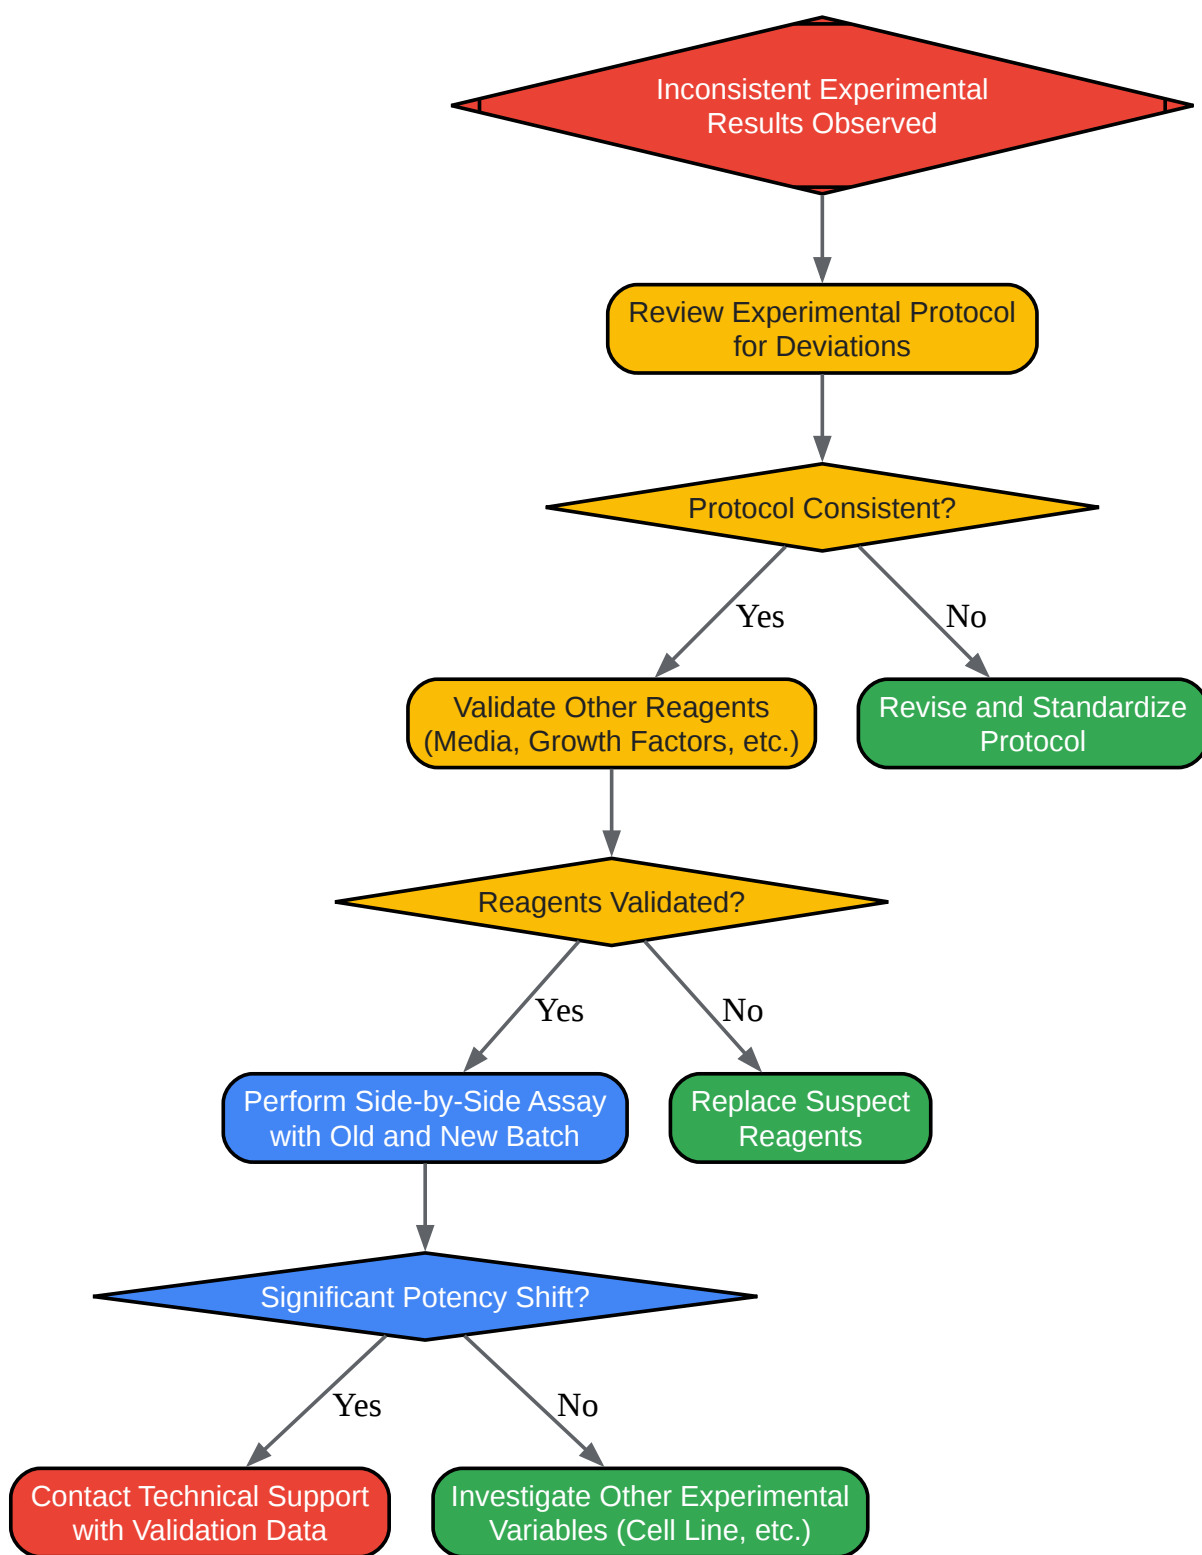 Inconsistent Experimental
Results Observed
Review Experimental Protocol
for Deviations
Protocol Consistent?
Yes
No
Validate Other Reagents
(Media, Growth Factors, etc.)
Revise and Standardize
Protocol
Reagents Validated?
Yes
No
Perform Side-by-Side Assay
with Old and New Batch
Replace Suspect
Reagents
Significant Potency Shift?
Yes
No
Contact Technical Support
with Validation Data
Investigate Other Experimental
Variables (Cell Line, etc.)